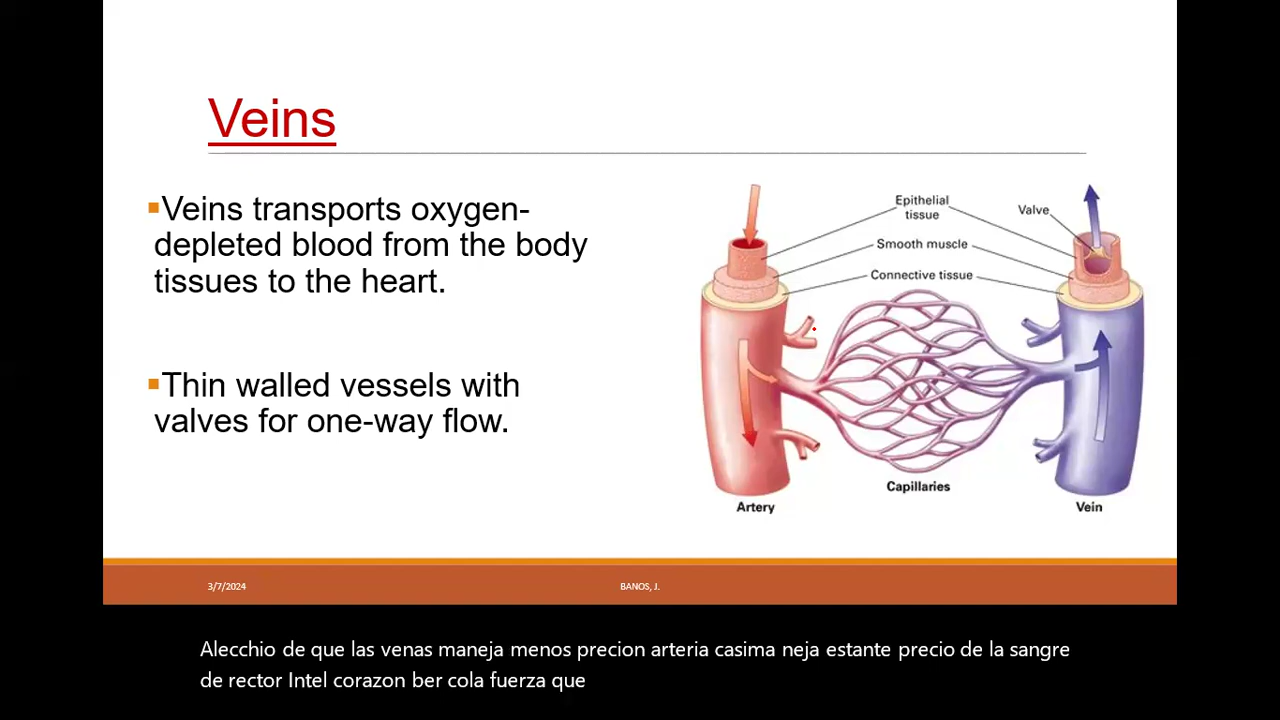 Veins
▪Veins transports oxygen-
depleted blood from the body
tissues to the heart.
▪Thin walled vessels with
valves for one-way flow.
Epithelial
tissue
Valve
Smooth muscle
Connective tissue
Capillaries
Artery
Vein
3/7/2024
BANOS, J.
Alecchio de que las venas maneja menos precion arteria casima neja estante precio de la sangre
de rector Intel corazon ber cola fuerza que